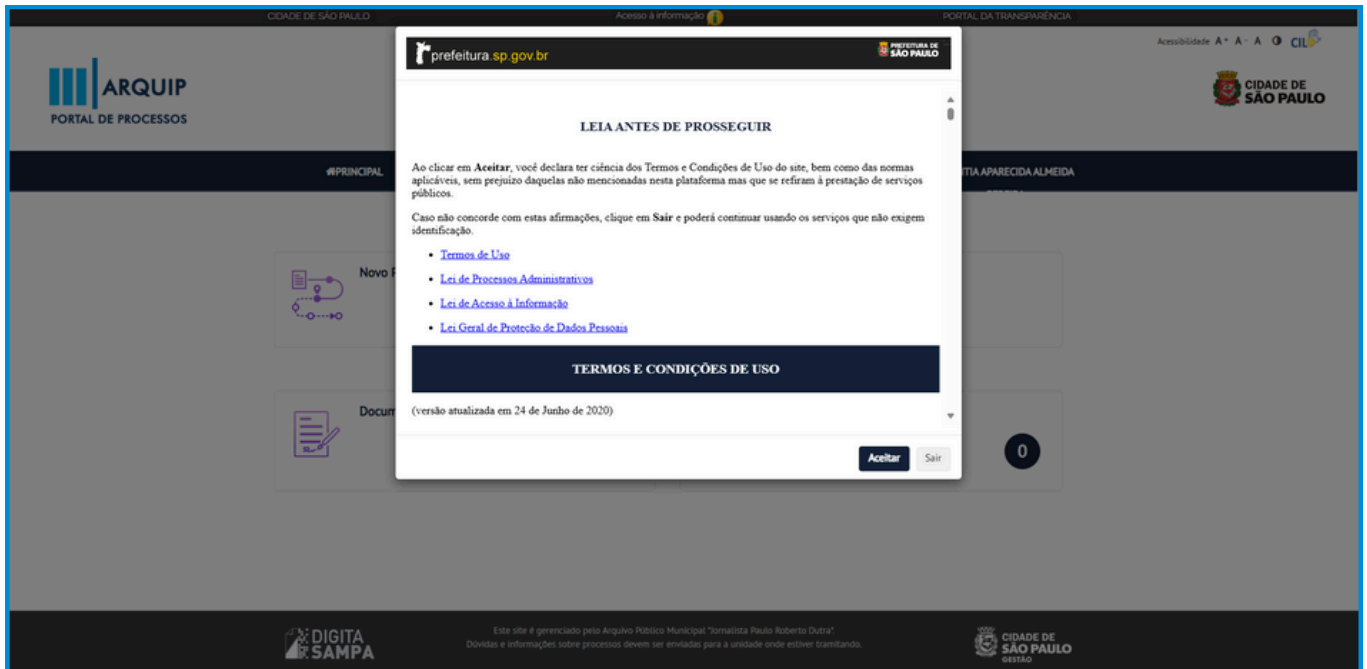 CIDADE DE SÃO PAULO
Acesso à informação
PORTAL DA TRANSPARÊNCIA
Acessibilidade A+ A- A CIL
ARQUIP
PORTAL DE PROCESSOS
CIDADE DE
SÃO PAULO
PRINCIPAL
TIA APARECIDA ALMEIDA
prefeitura.sp.gov.br
PREFEITURA DE
SÃO PAULO
LEIA ANTES DE PROSSEGUIR
Ao clicar em Aceitar, você declara ter ciência dos Termos e Condições de Uso do site, bem como das normas
aplicáveis, sem prejuízo daquelas não mencionadas nesta plataforma mas que se refiram à prestação de serviços
públicos.
Caso não concorde com estas afirmações, clique em Sair e poderá continuar usando os serviços que não exigem
identificação.
• Termos de Uso
• Lei de Processos Administrativos
• Lei de Acesso à Informação
• Lei Geral de Proteção de Dados Pessoais
TERMOS E CONDIÇÕES DE USO
(versão atualizada em 24 de Junho de 2020)
Aceitar
Sair
Novo P
Docum
0
DIGITA
SAMPA
Este site é gerenciado pelo Arquivo Público Municipal "Jornalista Paulo Roberto Dutra".
Dúvidas e informações sobre processos devem ser enviadas para a unidade onde estiver tramitando.
CIDADE DE
SÃO PAULO
GESTÃO